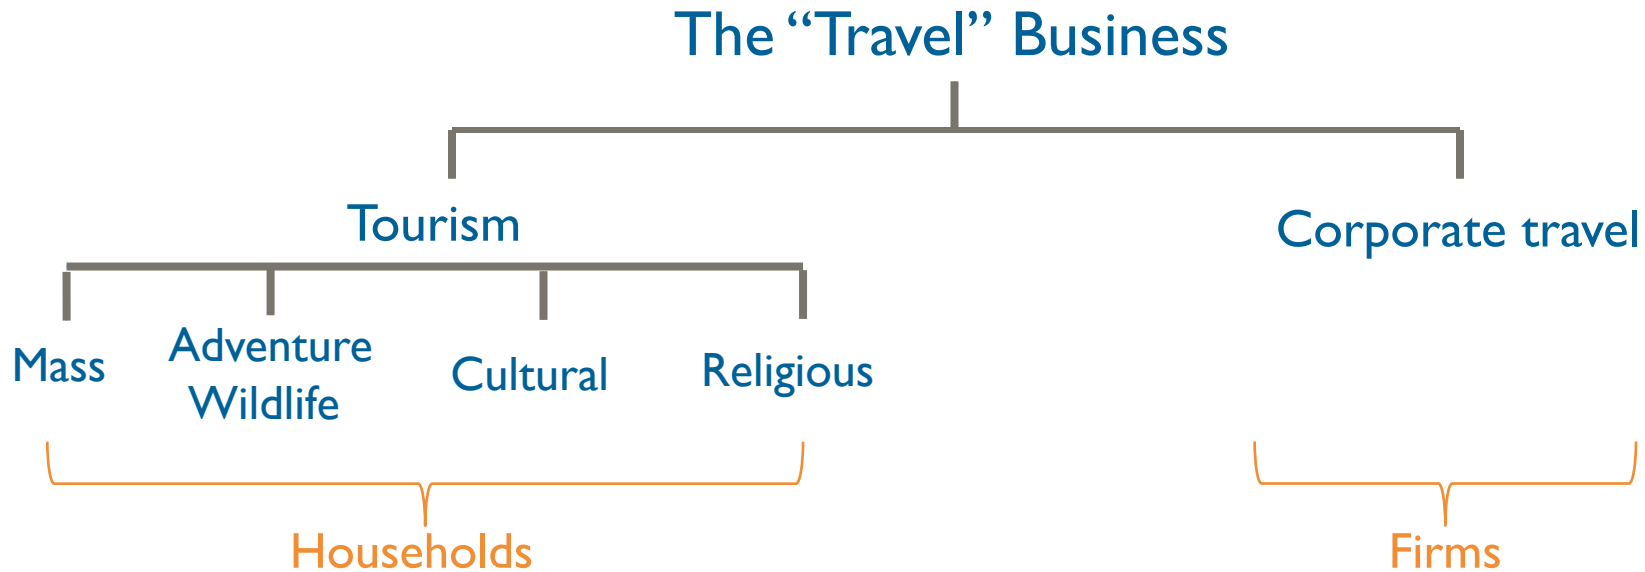 The “Travel” Business
Tourism
Corporate travel
Mass
Adventure
Wildlife
Cultural
Religious
Households
Firms